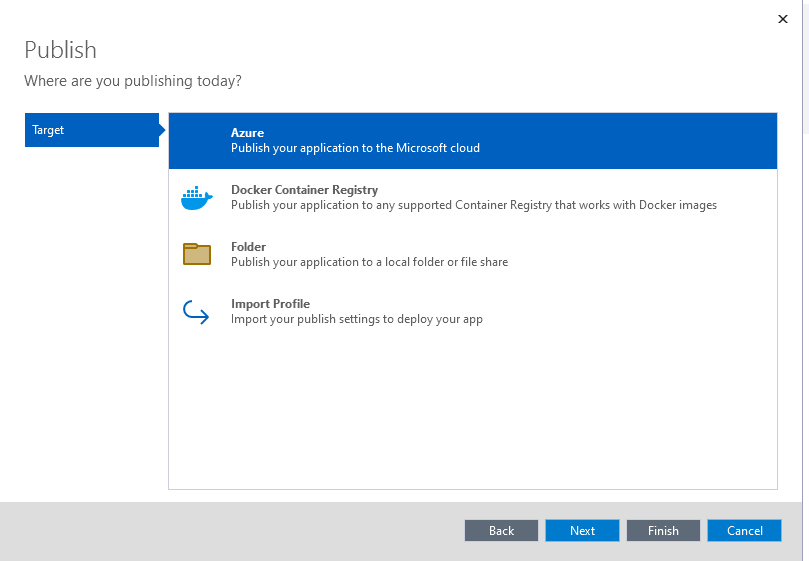 Publish
Where are you publishing today?
Target
Azure
Publish your application to the Microsoft cloud
Docker Container Registry
Publish your application to any supported Container Registry that works with Docker images
Folder
Publish your application to a local folder or file share
Import Profile
Import your publish settings to deploy your app
Back
Next
Finish
Cancel